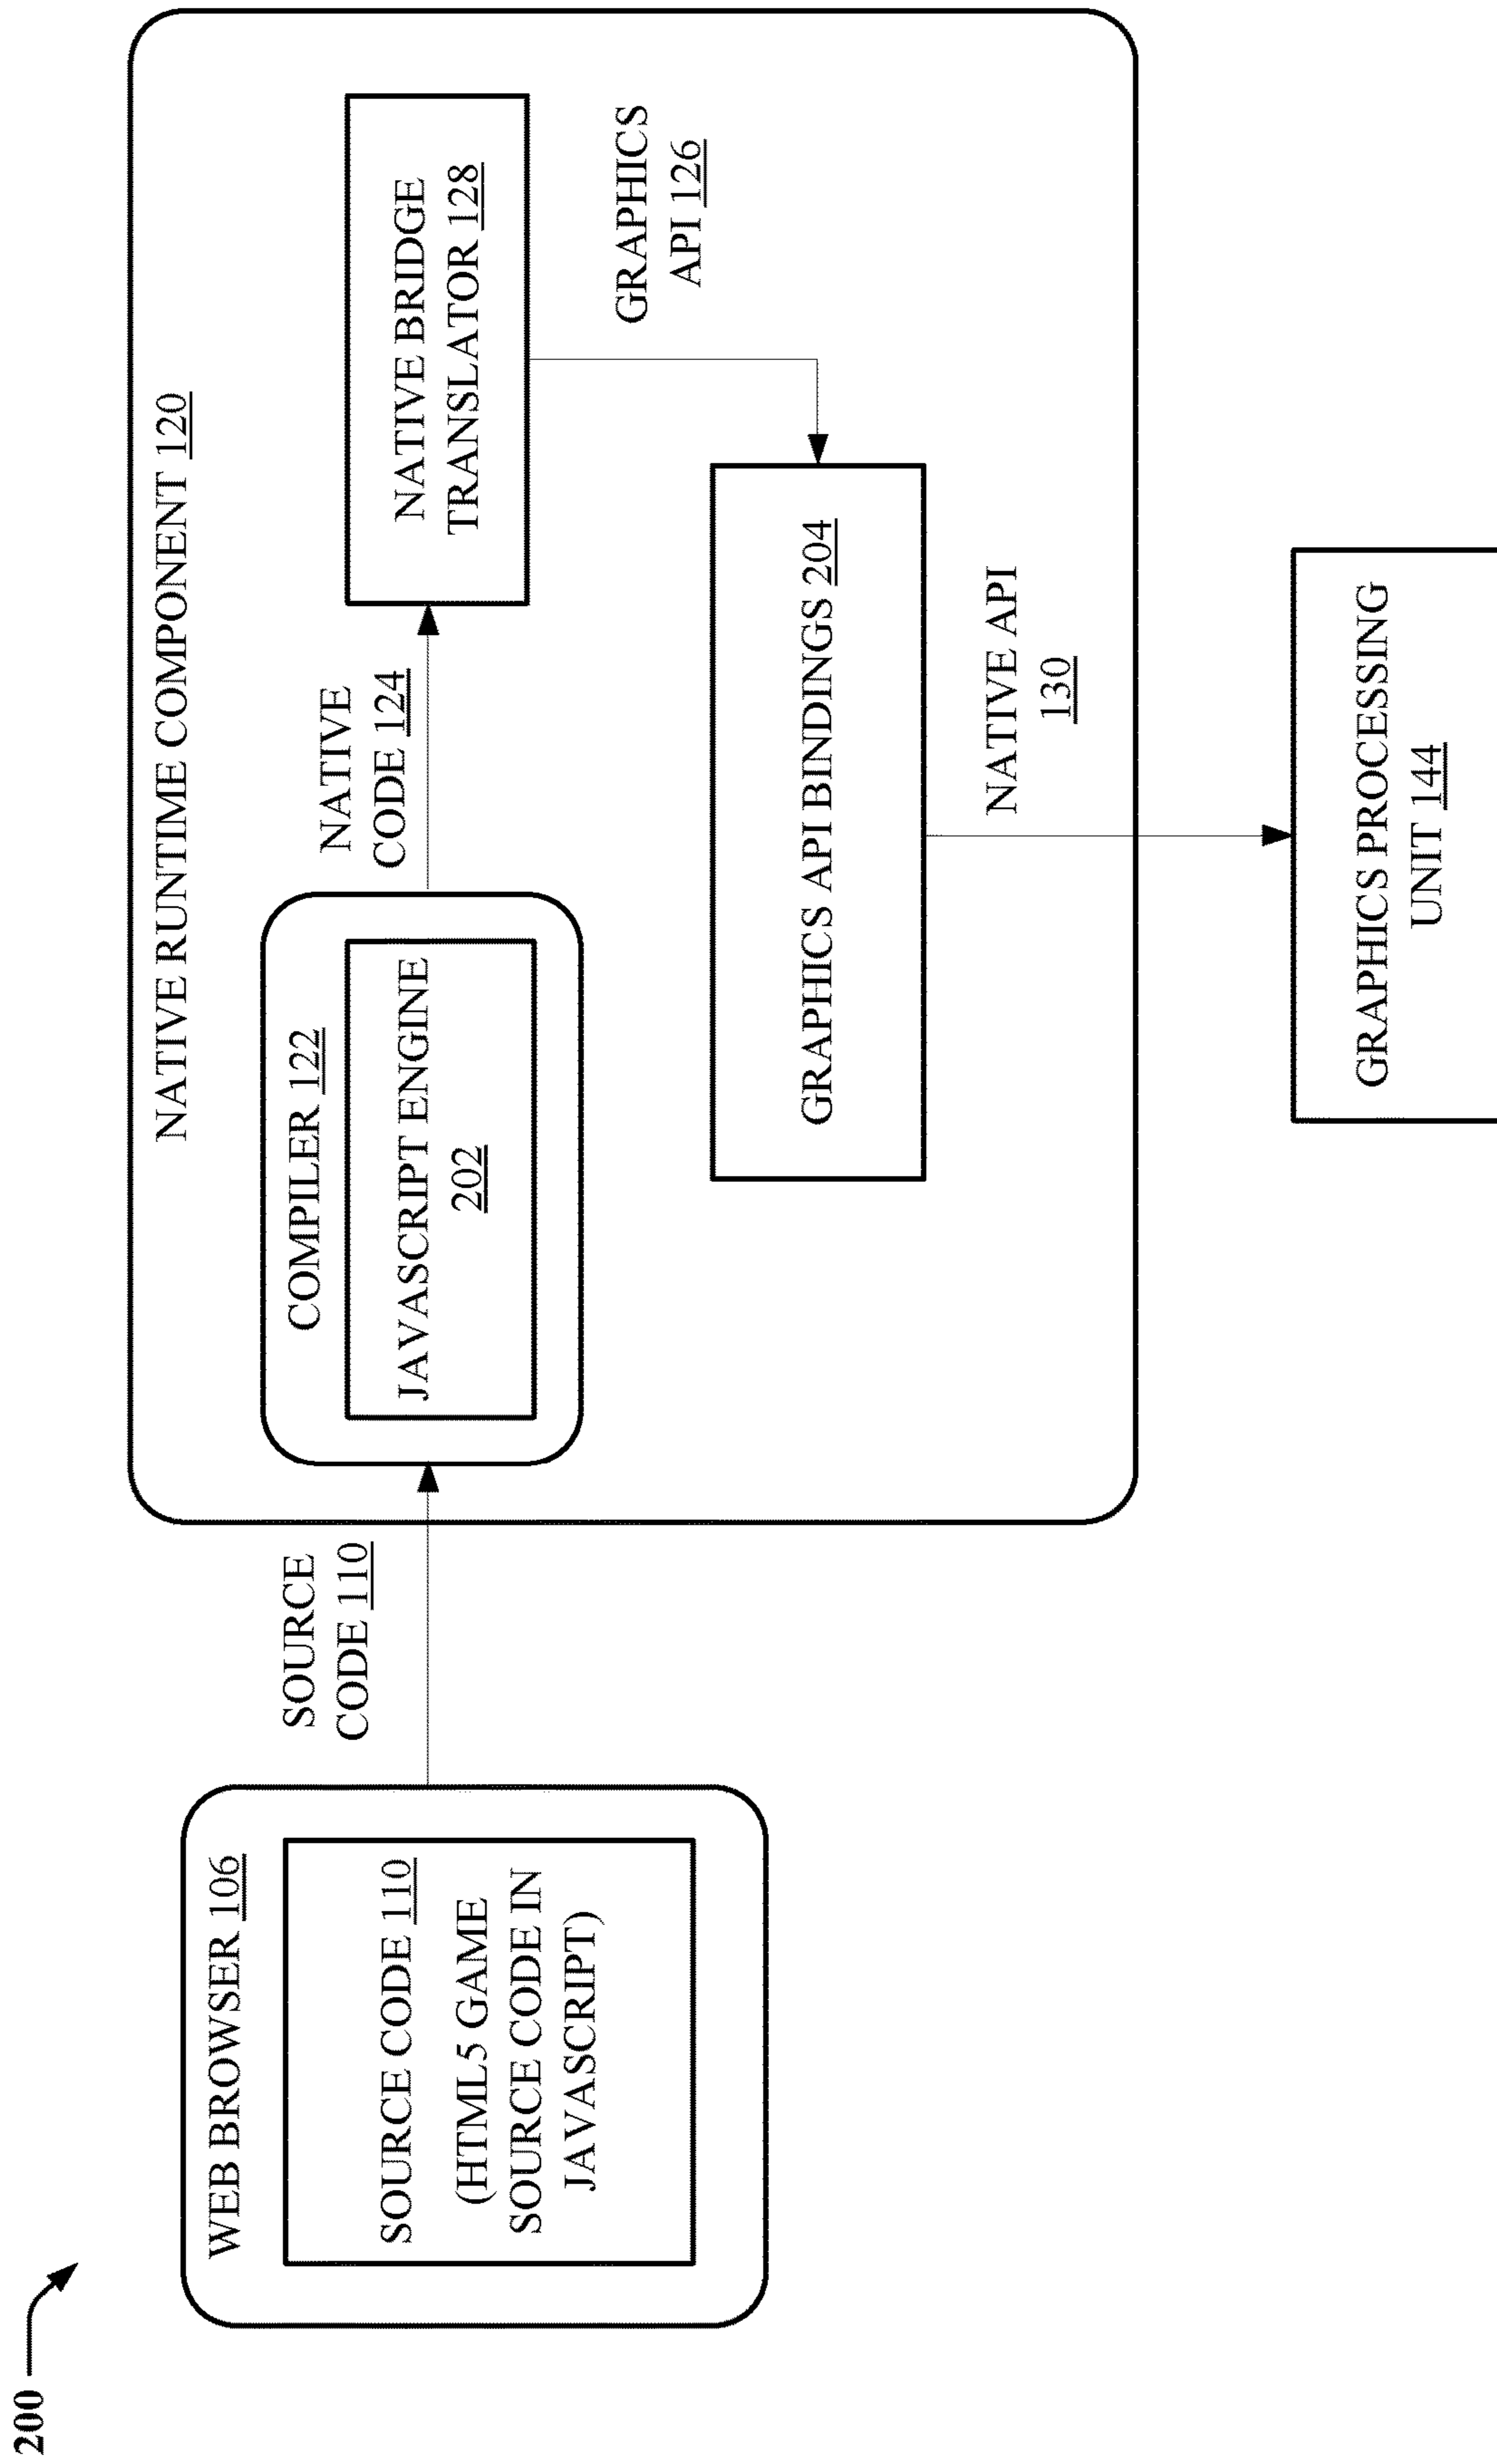 200
WEB BROWSER 106
SOURCE CODE 110
(HTML5 GAME
SOURCE CODE IN
JAVASCRIPT)
SOURCE
CODE 110
NATIVE RUNTIME COMPONENT 120
COMPILER 122
JAVASCRIPT ENGINE
202
NATIVE
CODE 124
NATIVE BRIDGE
TRANSLATOR 128
GRAPHICS
API 126
GRAPHICS API BINDINGS 204
NATIVE API
130
GRAPHICS PROCESSING
UNIT 144